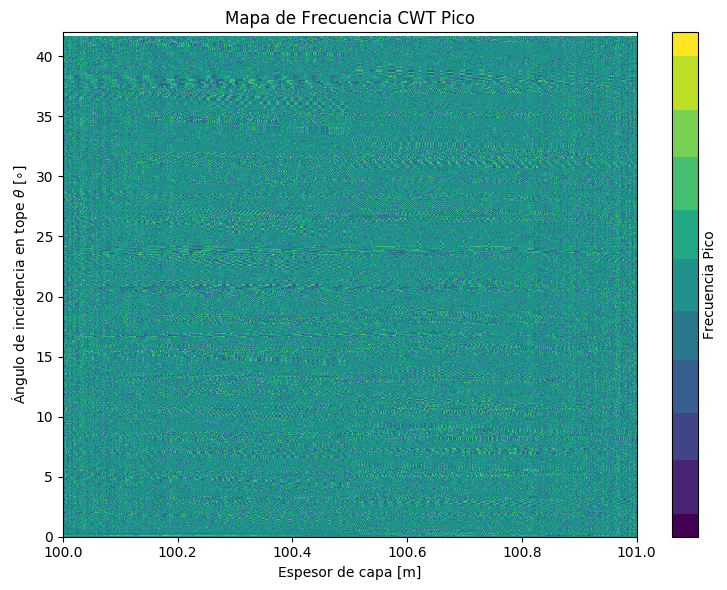 Mapa de Frecuencia CWT Pico
Ángulo de incidencia en tope θ [∘]
40
35
30
25
20
15
10
5
0
100.0 100.2 100.4 100.6 100.8 101.0
Espesor de capa [m]
Frecuencia Pico